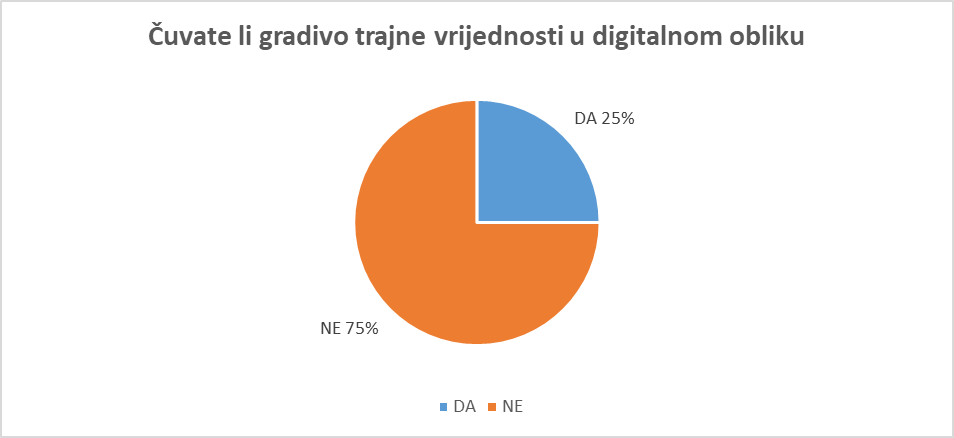 Čuvate li gradivo trajne vrijednosti u digitalnom obliku
DA 25%
NE 75%
DA NE